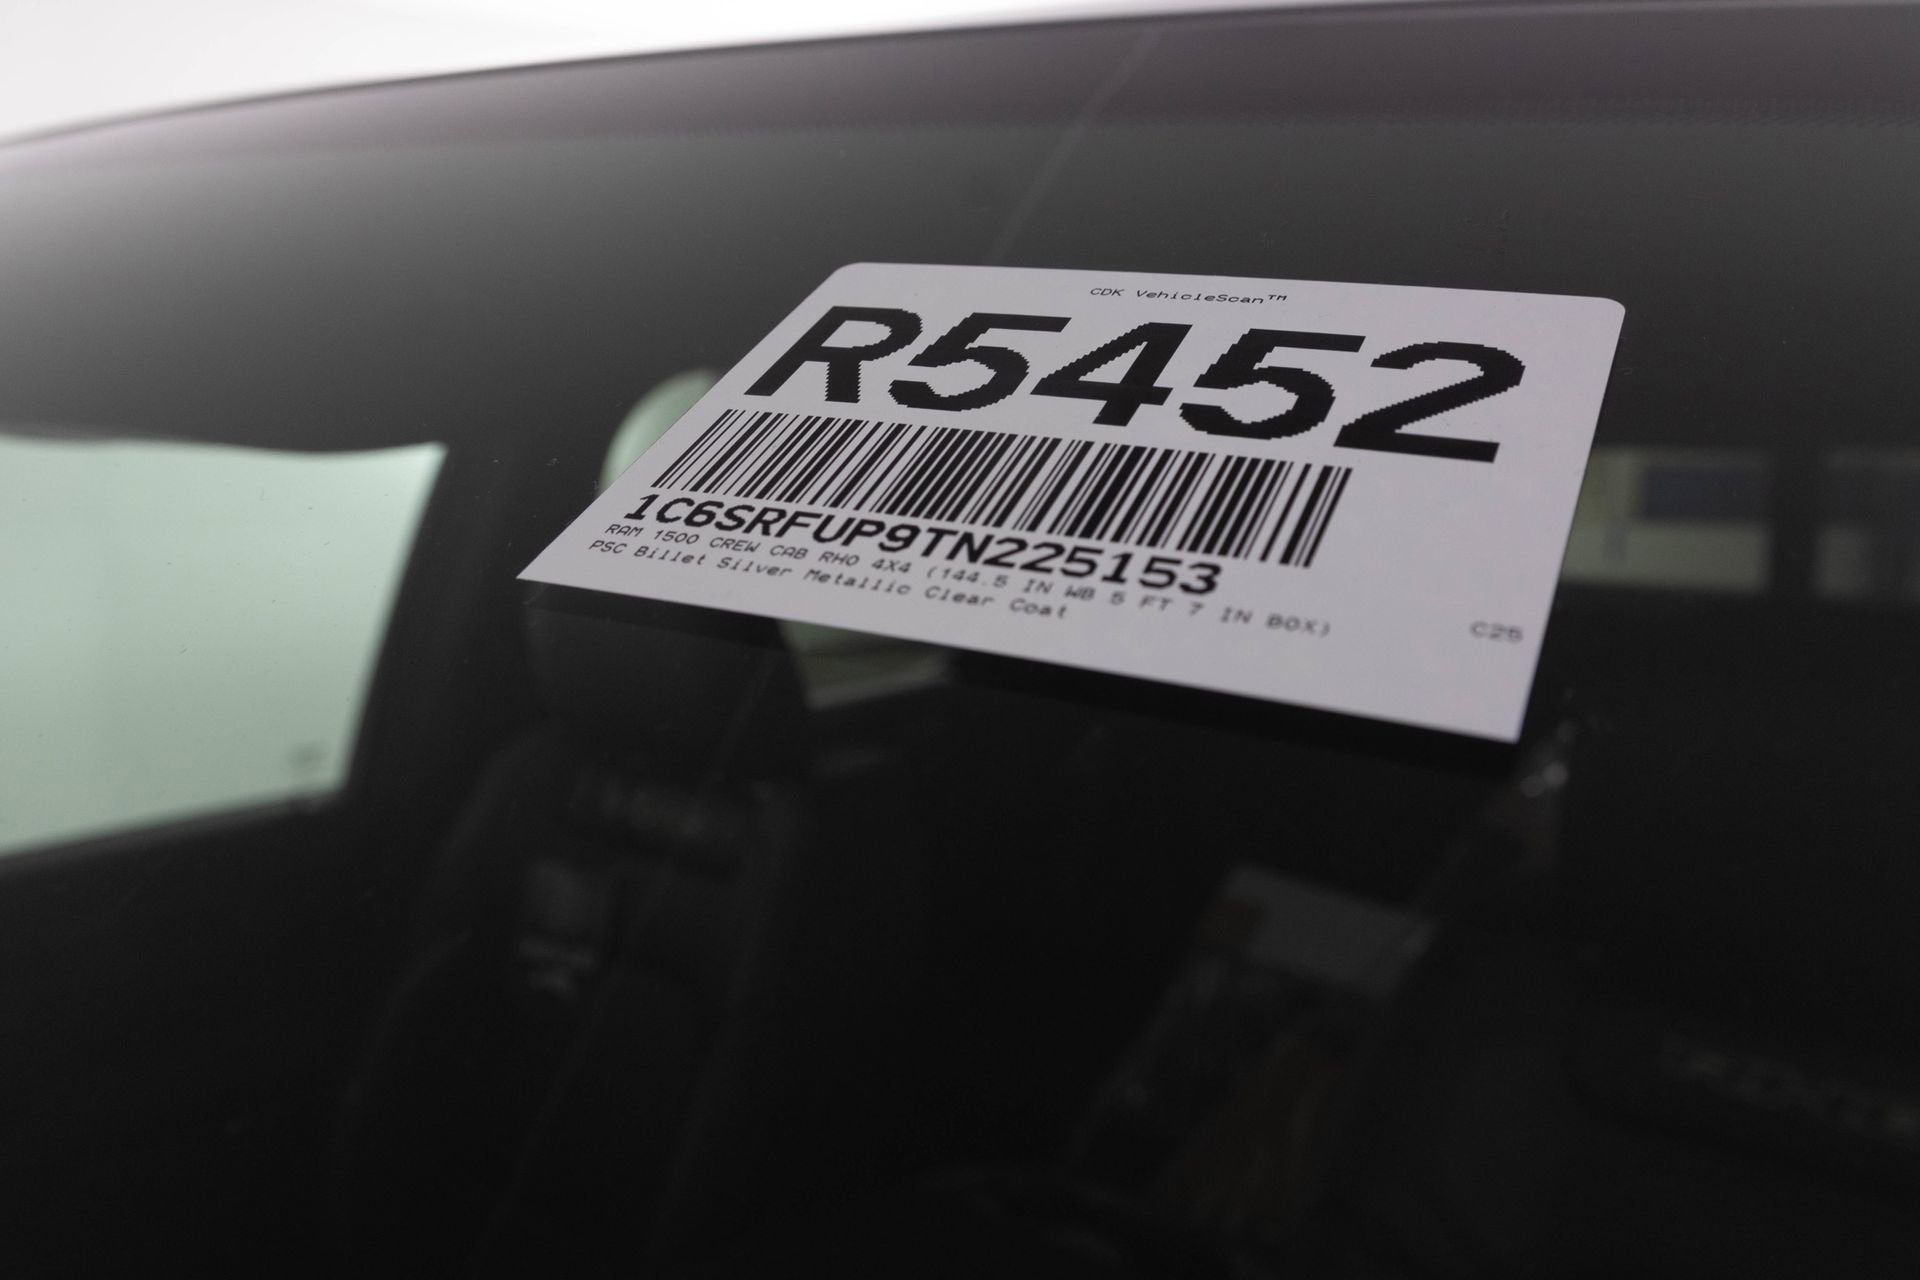 CDK VehicleScan™
R5452
1C6SRFUP9TN225153
RAM 1500 CREW CAB RHO 4X4 (144.5 IN WB 5 FT 7 IN BOX)
PSC Billet Silver Metallic Clear Coat
C25